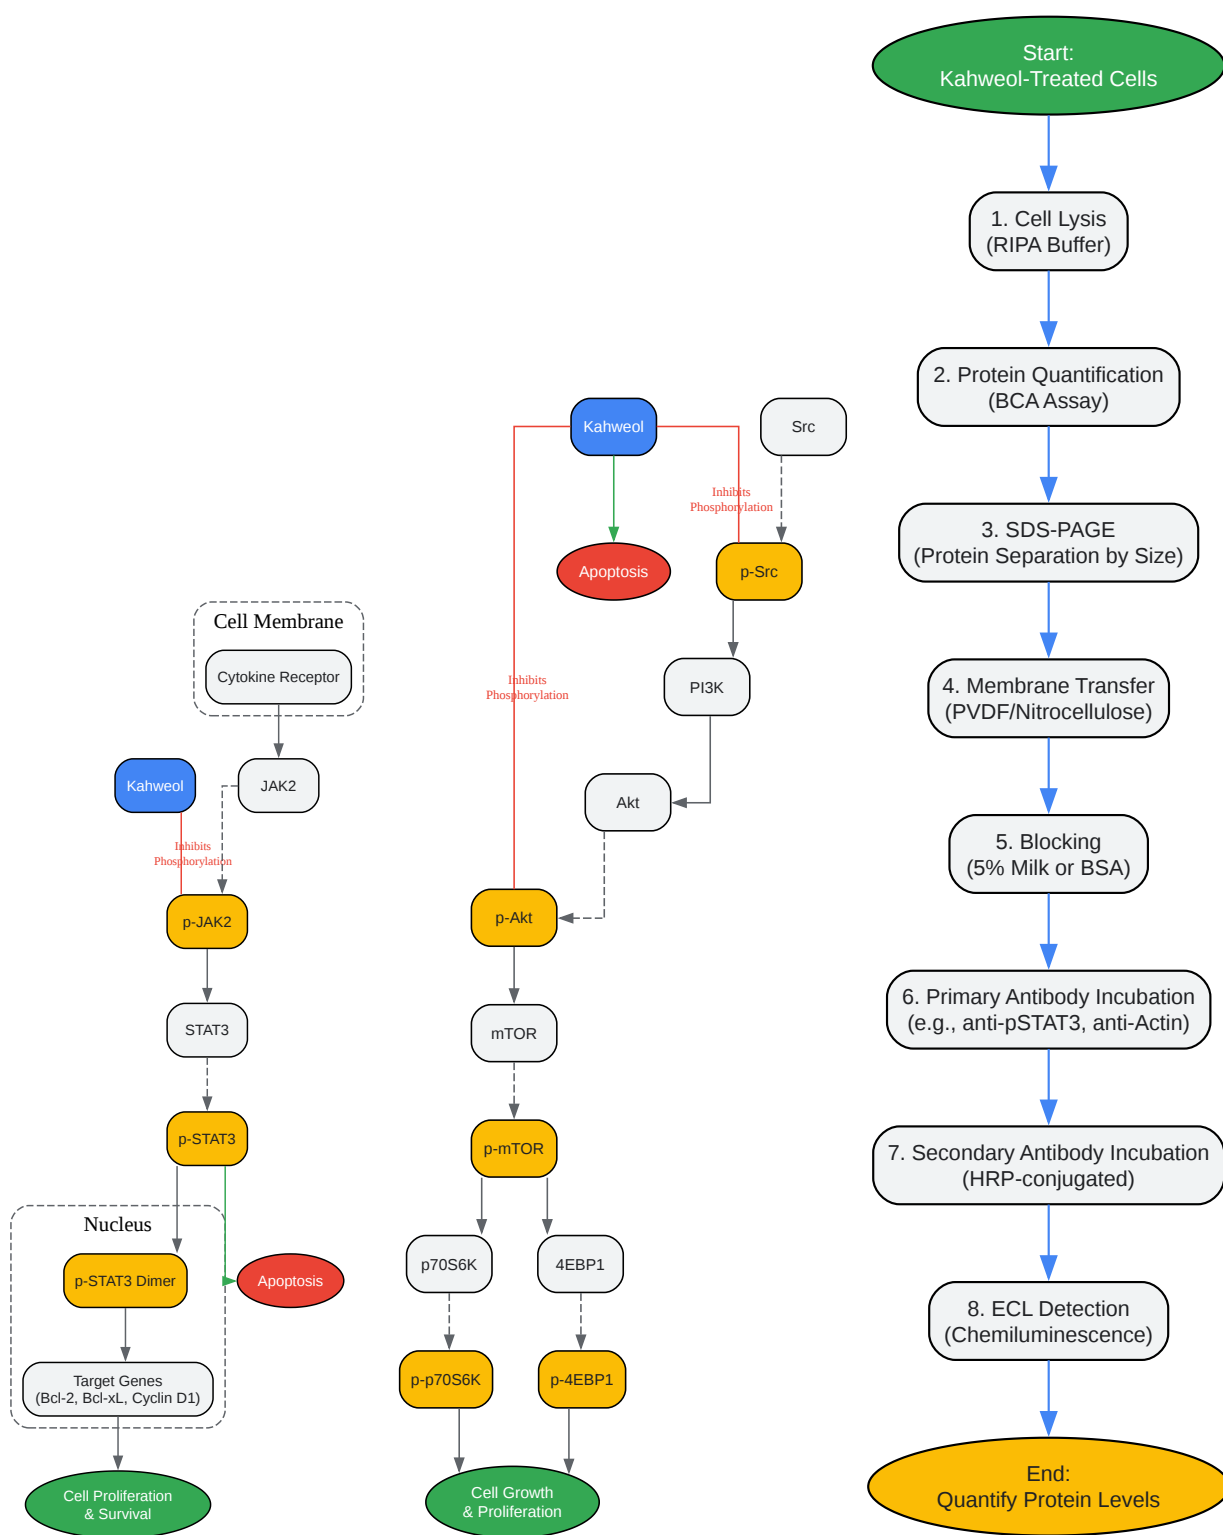 Cell Membrane
Cytokine Receptor
Kahweol
JAK2
Inhibits
Phosphorylation
p-JAK2
STAT3
p-STAT3
Nucleus
p-STAT3 Dimer
Apoptosis
Target Genes
(Bcl-2, Bcl-xL, Cyclin D1)
Cell Proliferation
& Survival
Kahweol
Src
Inhibits
Phosphorylation
Apoptosis
p-Src
Inhibits
Phosphorylation
PI3K
Akt
p-Akt
mTOR
p-mTOR
p70S6K
4EBP1
p-p70S6K
p-4EBP1
Cell Growth
& Proliferation
Start:
Kahweol-Treated Cells
1. Cell Lysis
(RIPA Buffer)
2. Protein Quantification
(BCA Assay)
3. SDS-PAGE
(Protein Separation by Size)
4. Membrane Transfer
(PVDF/Nitrocellulose)
5. Blocking
(5% Milk or BSA)
6. Primary Antibody Incubation
(e.g., anti-pSTAT3, anti-Actin)
7. Secondary Antibody Incubation
(HRP-conjugated)
8. ECL Detection
(Chemiluminescence)
End:
Quantify Protein Levels